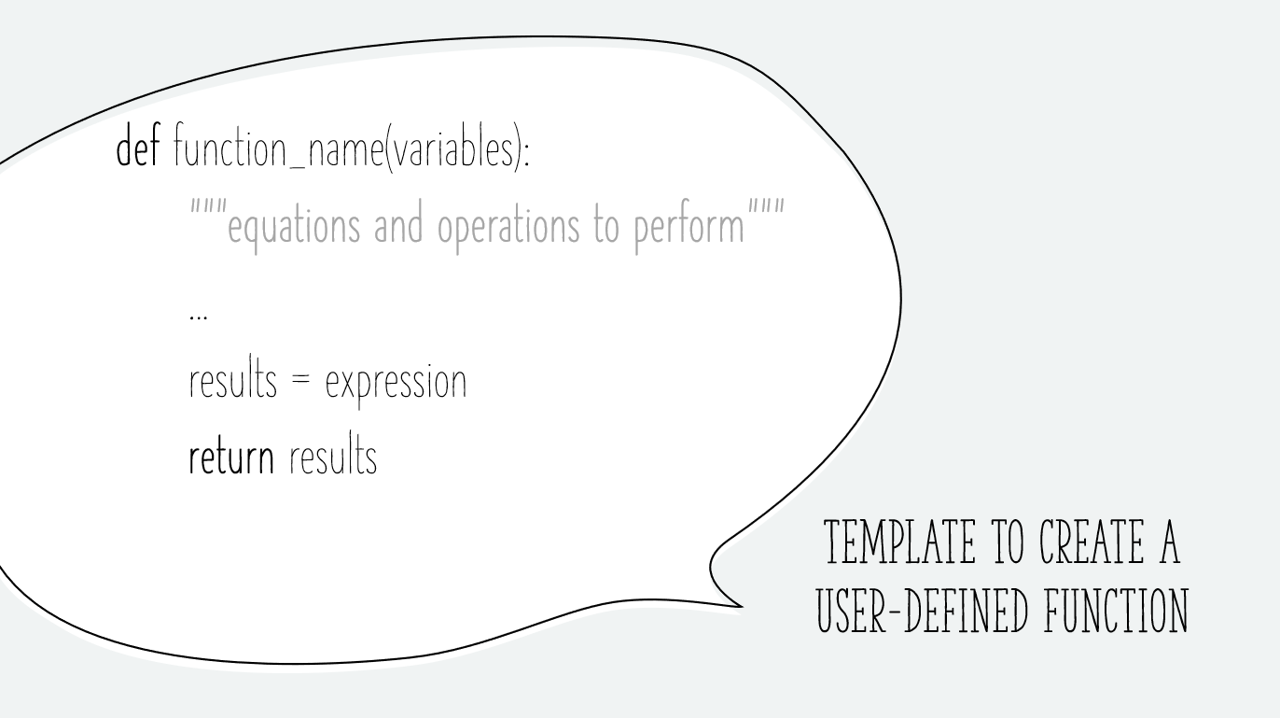 def function_name(variables):
"""equations and operations to perform"""
...
results = expression
return results
TEMPLATE TO CREATE A
USER-DEFINED FUNCTION